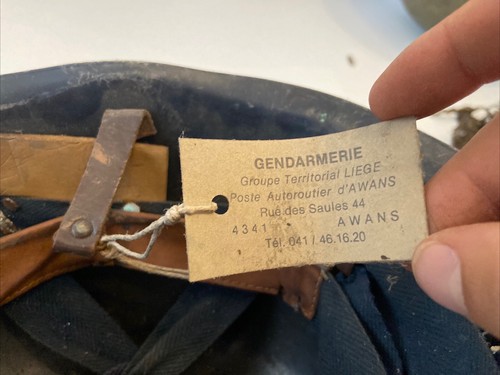 GENDARMERIE
Groupe Territorial LIEGE
Poste Autoroutier d'AWANS
Rue des Saules 44
4341 AWANS
Tél. 041/46.16.20